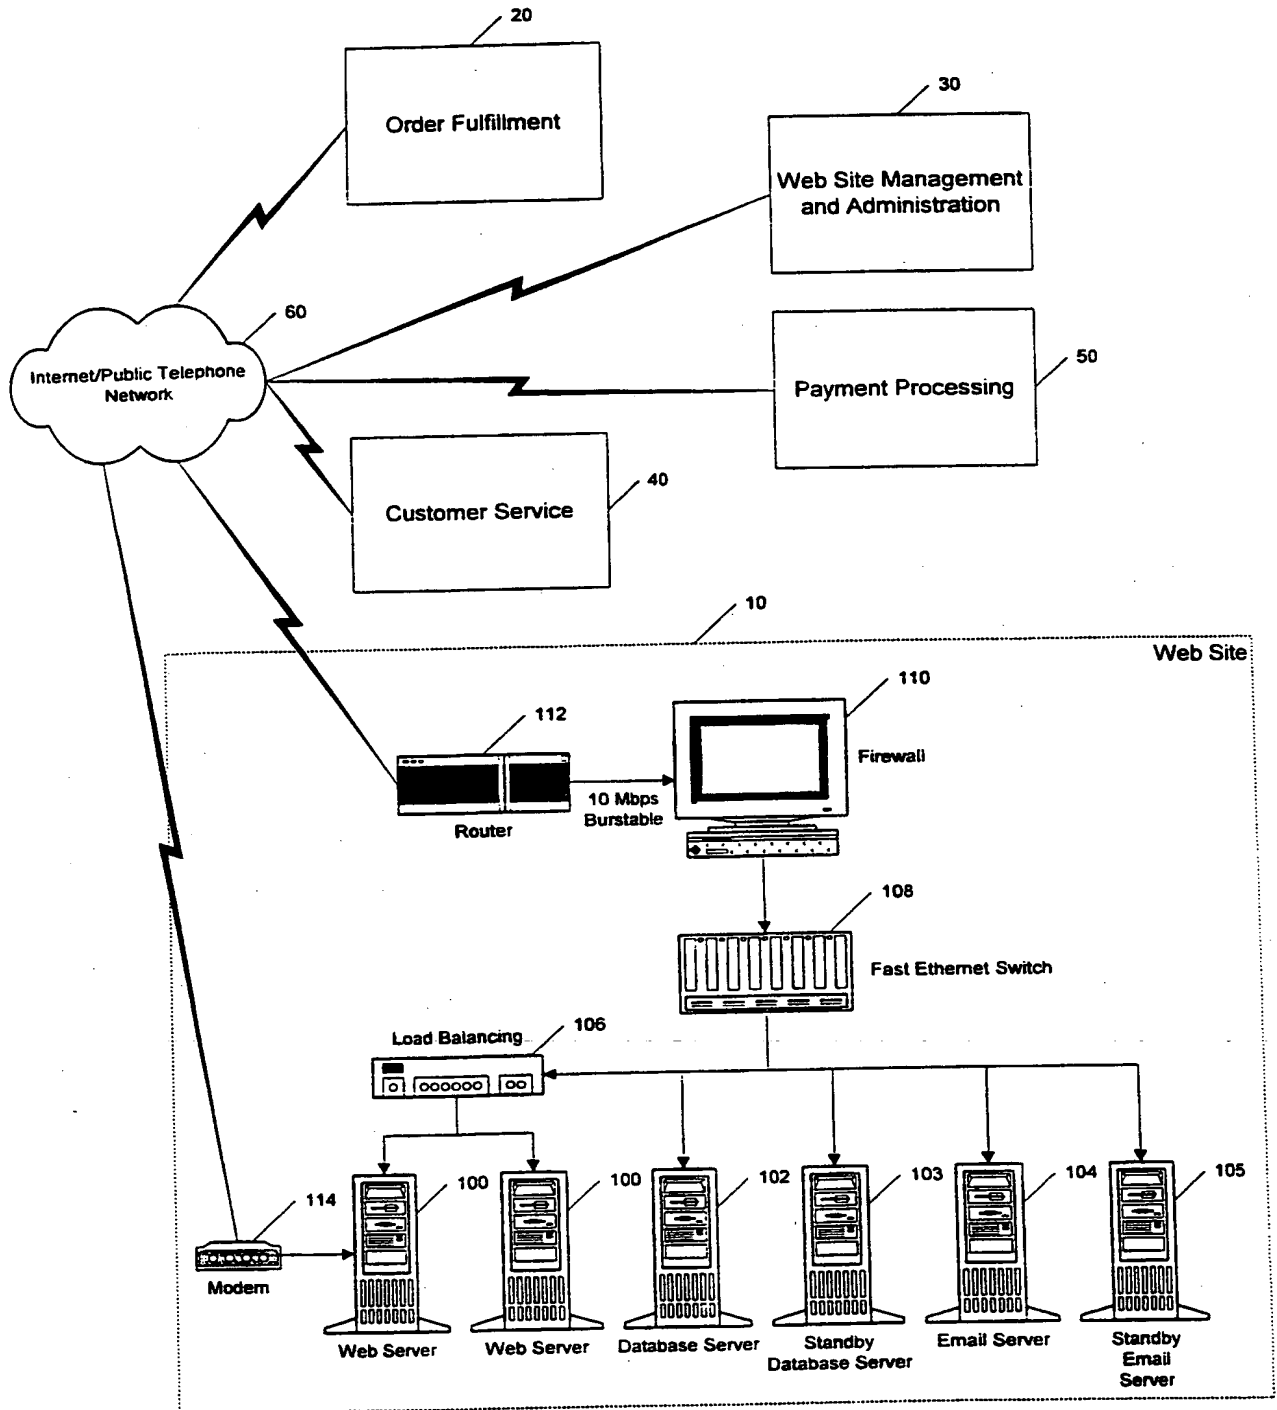 20
Order Fulfillment
30
Web Site Management
and Administration
60
Internet/Public Telephone
Network
50
Payment Processing
40
Customer Service
10
Web Site
110
112
Firewall
10 Mbps
Burstable
Router
108
Fast Ethernet Switch
106
Load Balancing
114
100
100
102
103
104
105
Modem
Web Server
Web Server
Database Server
Standby
Database Server
Email Server
Standby
Email
Server